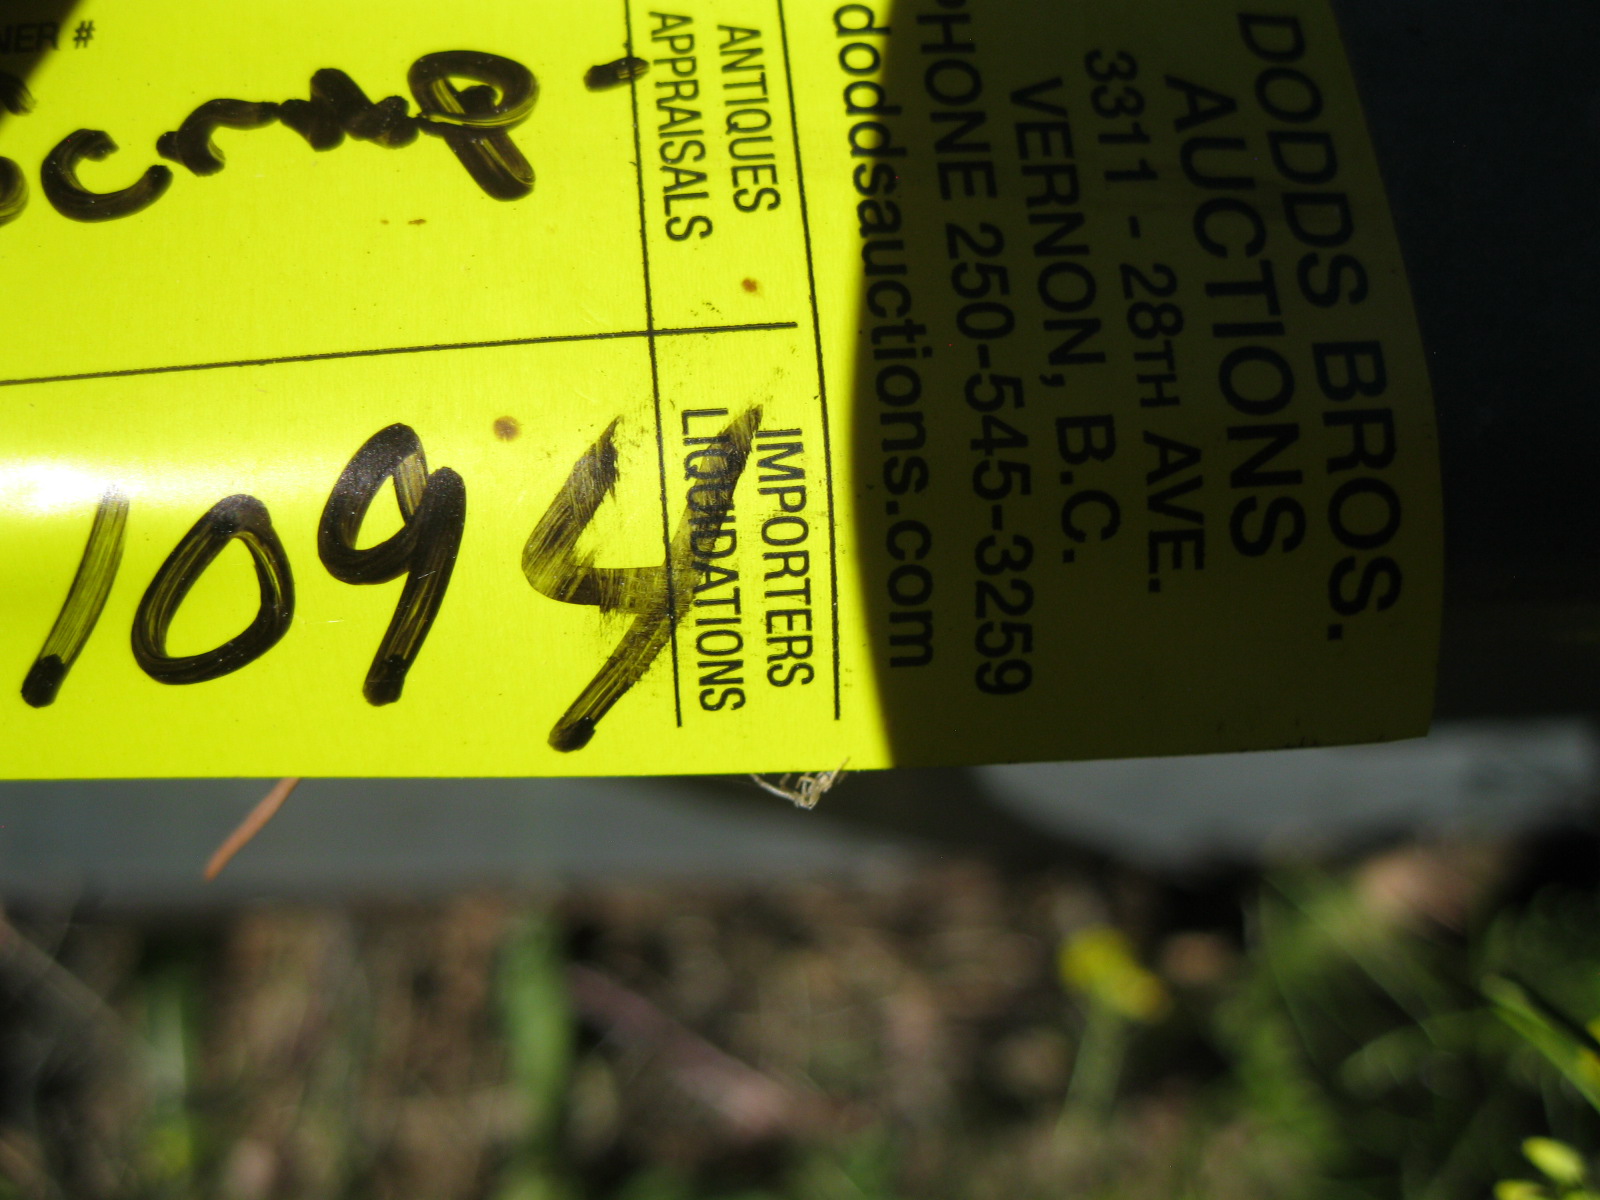 DODDS BROS.
AUCTIONS
3311 - 28TH AVE.
VERNON, B.C.
PHONE 250-545-3259
doddsauctions.com
ANTIQUES
APPRAISALS
IMPORTERS
LIQUIDATIONS
#
1094